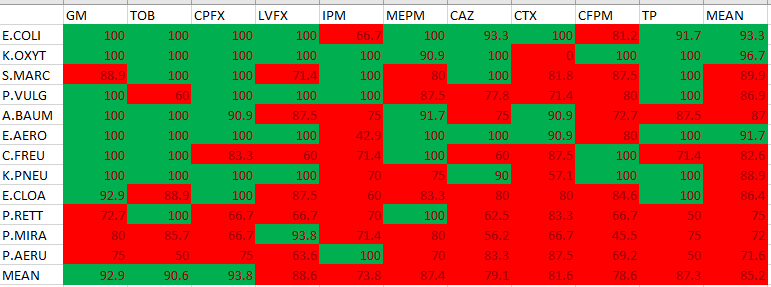 GM TOB CPFX LVFX IPM MEPM CAZ CTX CFPM TP MEAN
E.COLI 100 100 100 100 66.7 100 93.3 100 81.2 91.7 93.3
K.OXYT 100 100 100 100 100 90.9 100 0 100 100 96.7
S.MARC 88.9 100 100 71.4 100 80 100 81.8 87.5 100 89.9
P.VULG 100 60 100 100 100 87.5 77.8 71.4 80 100 86.9
A.BAUM 100 100 90.9 87.5 75 91.7 75 90.9 72.7 87.5 87
E.AERO 100 100 100 100 42.9 100 100 90.9 80 100 91.7
C.FREU 100 100 83.3 60 71.4 100 60 87.5 100 71.4 82.6
K.PNEU 100 100 100 100 70 75 90 57.1 100 100 88.9
E.CLOA 92.9 88.9 100 87.5 60 83.3 80 80 84.6 100 86.4
P.RETT 72.7 100 66.7 66.7 70 100 62.5 83.3 66.7 50 75
P.MIRA 80 85.7 66.7 93.8 71.4 80 56.2 66.7 45.5 75 72
P.AERU 75 50 75 63.6 100 70 83.3 87.5 69.2 50 71.6
MEAN 92.9 90.6 93.8 88.6 73.8 87.4 79.1 81.6 78.6 87.3 85.2